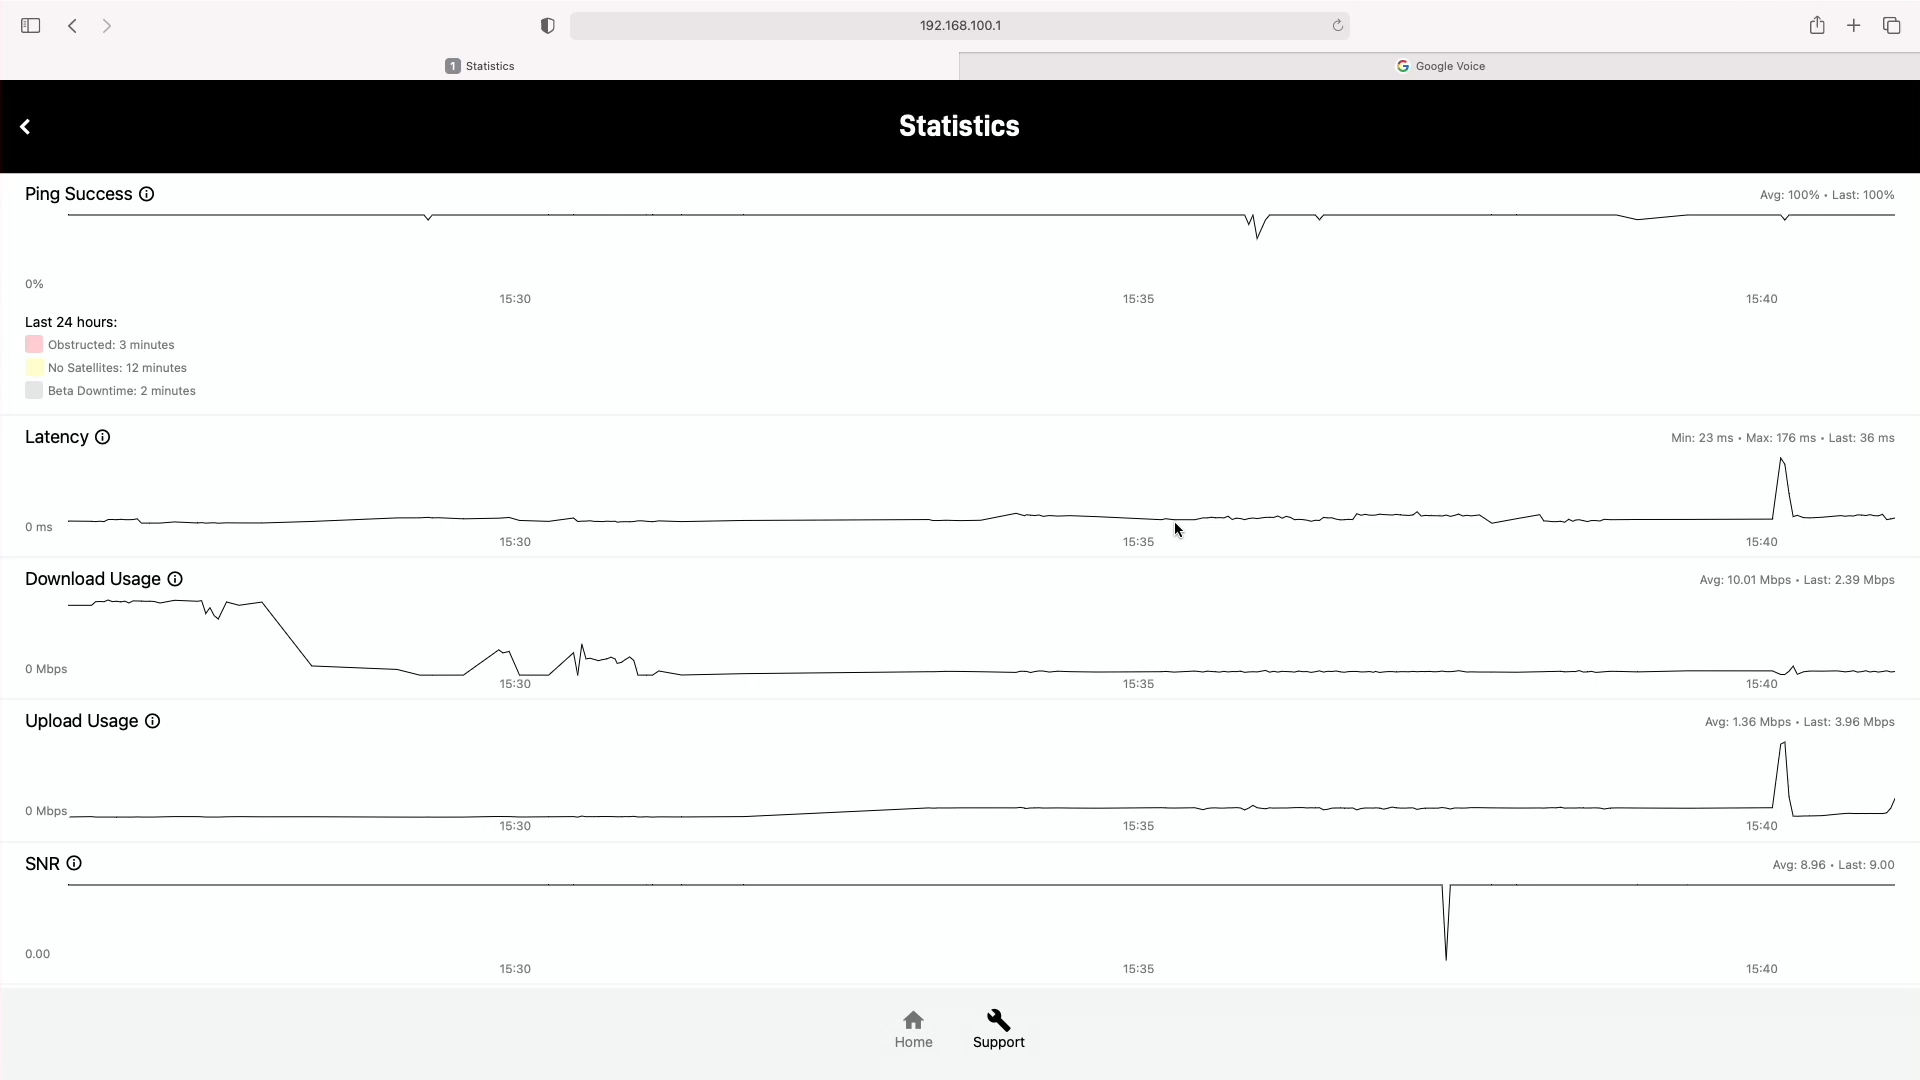 192.168.100.1
1 Statistics
Google Voice
Statistics
Ping Success
Avg: 100% • Last: 100%
0%
15:30
15:35
15:40
Last 24 hours:
Obstructed: 3 minutes
No Satellites: 12 minutes
Beta Downtime: 2 minutes
Latency
Min: 23 ms • Max: 176 ms • Last: 36 ms
0 ms
15:30
15:35
15:40
Download Usage
Avg: 10.01 Mbps • Last: 2.39 Mbps
0 Mbps
15:30
15:35
15:40
Upload Usage
Avg: 1.36 Mbps • Last: 3.96 Mbps
0 Mbps
15:30
15:35
15:40
SNR
Avg: 8.96 • Last: 9.00
0.00
15:30
15:35
15:40
Home
Support